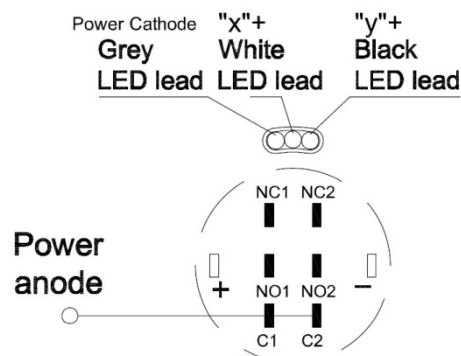 Power Cathode "x"+ "y"+
Grey White Black
LED lead LED lead LED lead
NC1 NC2
Power
anode
+ NO1 NO2 −
C1 C2